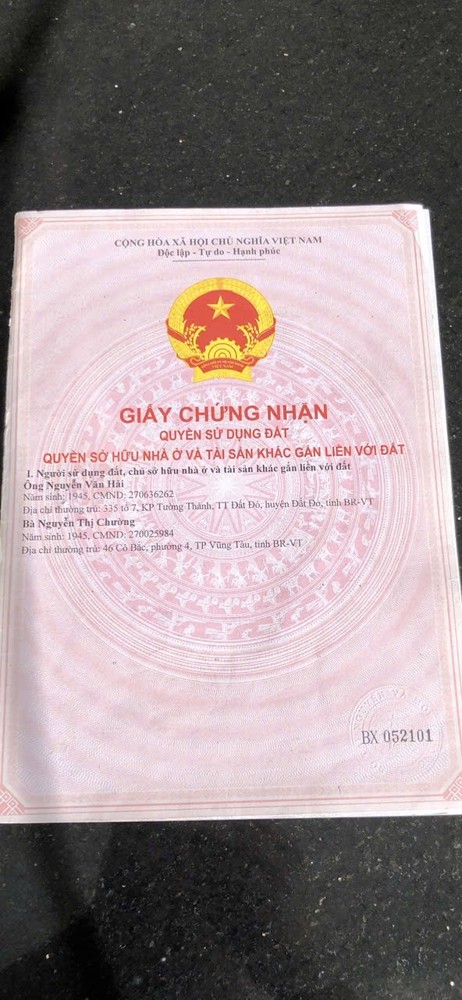 CỘNG HÒA XÃ HỘI CHỦ NGHĨA VIỆT NAM
Độc lập - Tự do - Hạnh phúc
VIỆT NAM
GIẤY CHỨNG NHẬN
QUYỀN SỬ DỤNG ĐẤT
QUYỀN SỞ HỮU NHÀ Ở VÀ TÀI SẢN KHÁC GẮN LIỀN VỚI ĐẤT
I. Người sử dụng đất, chủ sở hữu nhà ở và tài sản khác gắn liền với đất
Ông Nguyễn Văn Hải
Năm sinh: 1945, CMND: 270636262
Địa chỉ thường trú: 335 tổ 7, KP Tường Thành, TT Đất Đỏ, huyện Đất Đỏ, tỉnh BR-VT
Bà Nguyễn Thị Chường
Năm sinh: 1945, CMND: 270025984
Địa chỉ thường trú: 46 Cô Bắc, phường 4, TP Vũng Tàu, tỉnh BR-VT
BX 052101